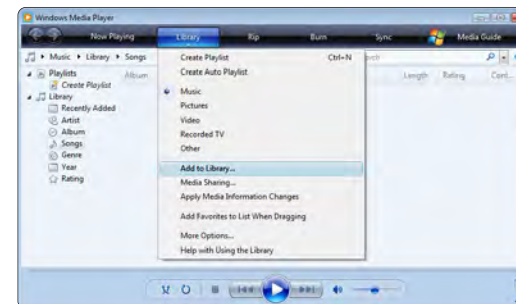 Windows Media Player
Now Playing Library Rip Burn Sync Media Guide
Music Library Songs
Playlists
Create Playlist
Library
Recently Added
Artist
Album
Songs
Genre
Year
Rating
Album
Create Playlist Ctrl+N
Create Auto Playlist
Music
Pictures
Video
Recorded TV
Other
Add to Library...
Media Sharing...
Apply Media Information Changes
Add Favorites to List When Dragging
More Options...
Help with Using the Library
Length Rating Cont...